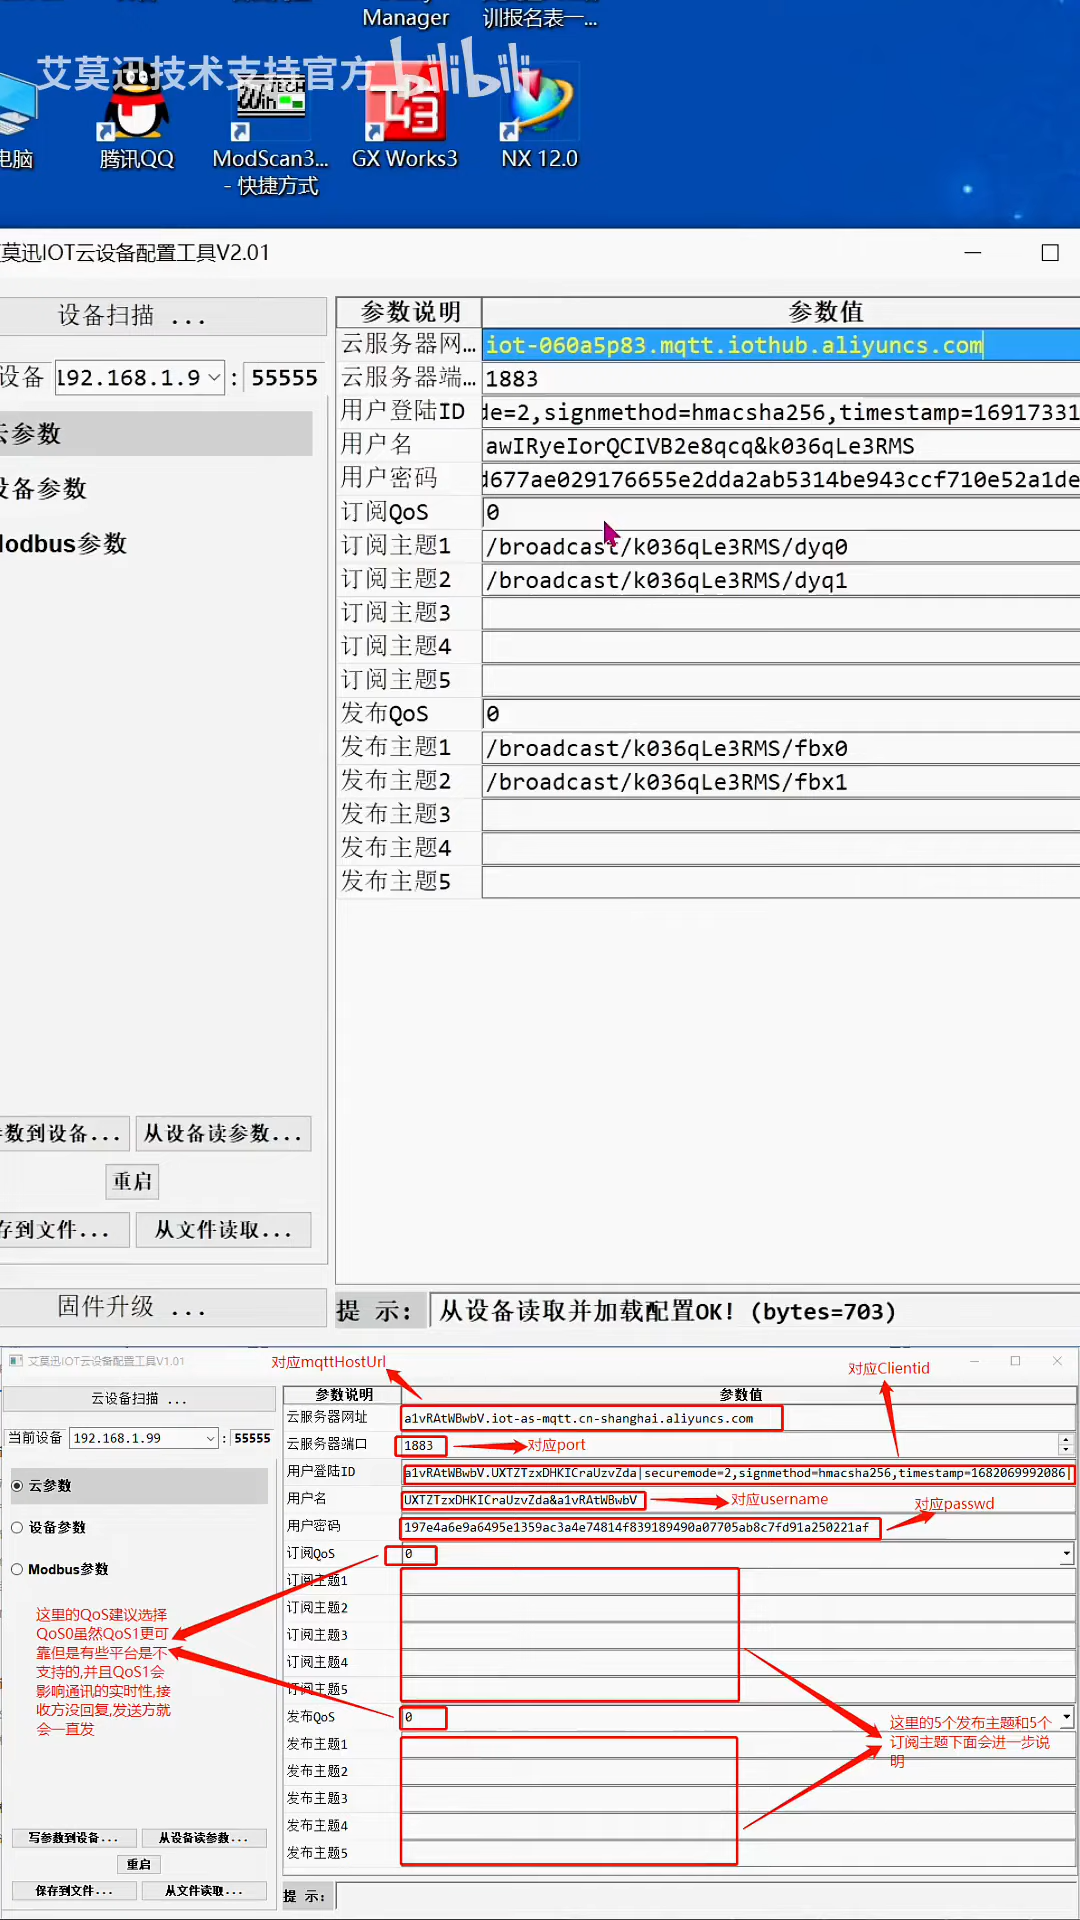 Manager
训报名表一...
艾莫迅技术支持官方 bilibili
电脑
腾讯QQ
ModScan3...
- 快捷方式
GX Works3
NX 12.0
莫迅IOT云设备配置工具V2.01
设备扫描 ...
设备 192.168.1.9 : 55555
云参数
设备参数
Modbus参数
参数说明 参数值
云服务器网... iot-060a5p83.mqtt.iothub.aliyuncs.com
云服务器端... 1883
用户登陆ID de=2,signmethod=hmacsha256,timestamp=16917331
用户名 awIRyeIorQCIVB2e8qcq&k036qLe3RMS
用户密码 d677ae029176655e2dda2ab5314be943ccf710e52a1de
订阅QoS 0
订阅主题1 /broadcast/k036qLe3RMS/dyq0
订阅主题2 /broadcast/k036qLe3RMS/dyq1
订阅主题3
订阅主题4
订阅主题5
发布QoS 0
发布主题1 /broadcast/k036qLe3RMS/fbx0
发布主题2 /broadcast/k036qLe3RMS/fbx1
发布主题3
发布主题4
发布主题5
参数到设备... 从设备读参数...
重启
存到文件... 从文件读取...
固件升级 ...
提 示: 从设备读取并加载配置OK! (bytes=703)
艾莫迅IOT云设备配置工具V1.01
对应mqttHostUrl
对应Clientid
云设备扫描 ...
当前设备 192.168.1.99 : 55555
云参数
设备参数
Modbus参数
这里的QoS建议选择
QoS0虽然QoS1更可
靠但是有些平台是不
支持的,并且QoS1会
影响通讯的实时性,接
收方没回复,发送方就
会一直发
参数说明 参数值
云服务器网址 a1vRAtWBwbV.iot-as-mqtt.cn-shanghai.aliyuncs.com
云服务器端口 1883 对应port
用户登陆ID a1vRAtWBwbV.UXTZTzxDHKICraUzvZda|securemode=2,signmethod=hmacsha256,timestamp=1682069992086|
用户名 UXTZTzxDHKICraUzvZda&a1vRAtWBwbV 对应username
对应passwd
用户密码 197e4a6e9a6495e1359ac3a4e74814f839189490a07705ab8c7fd91a250221af
订阅QoS 0
订阅主题1
订阅主题2
订阅主题3
订阅主题4
订阅主题5
发布QoS 0
发布主题1
发布主题2
发布主题3
发布主题4
发布主题5
这里的5个发布主题和5个
订阅主题下面会进一步说
明
写参数到设备... 从设备读参数...
重启
保存到文件... 从文件读取...
提 示: